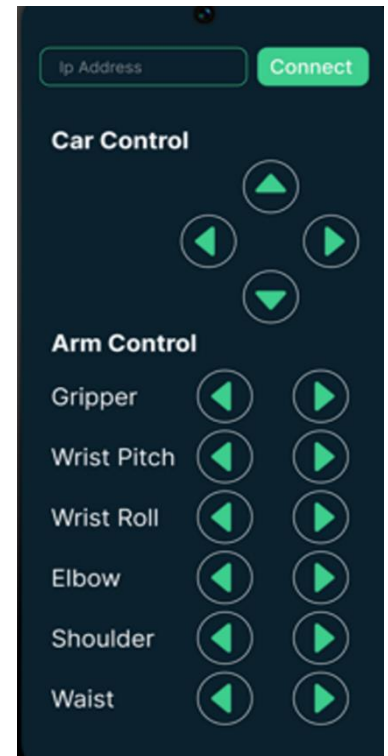 Ip Address
Connect
Car Control
Arm Control
Gripper
Wrist Pitch
Wrist Roll
Elbow
Shoulder
Waist